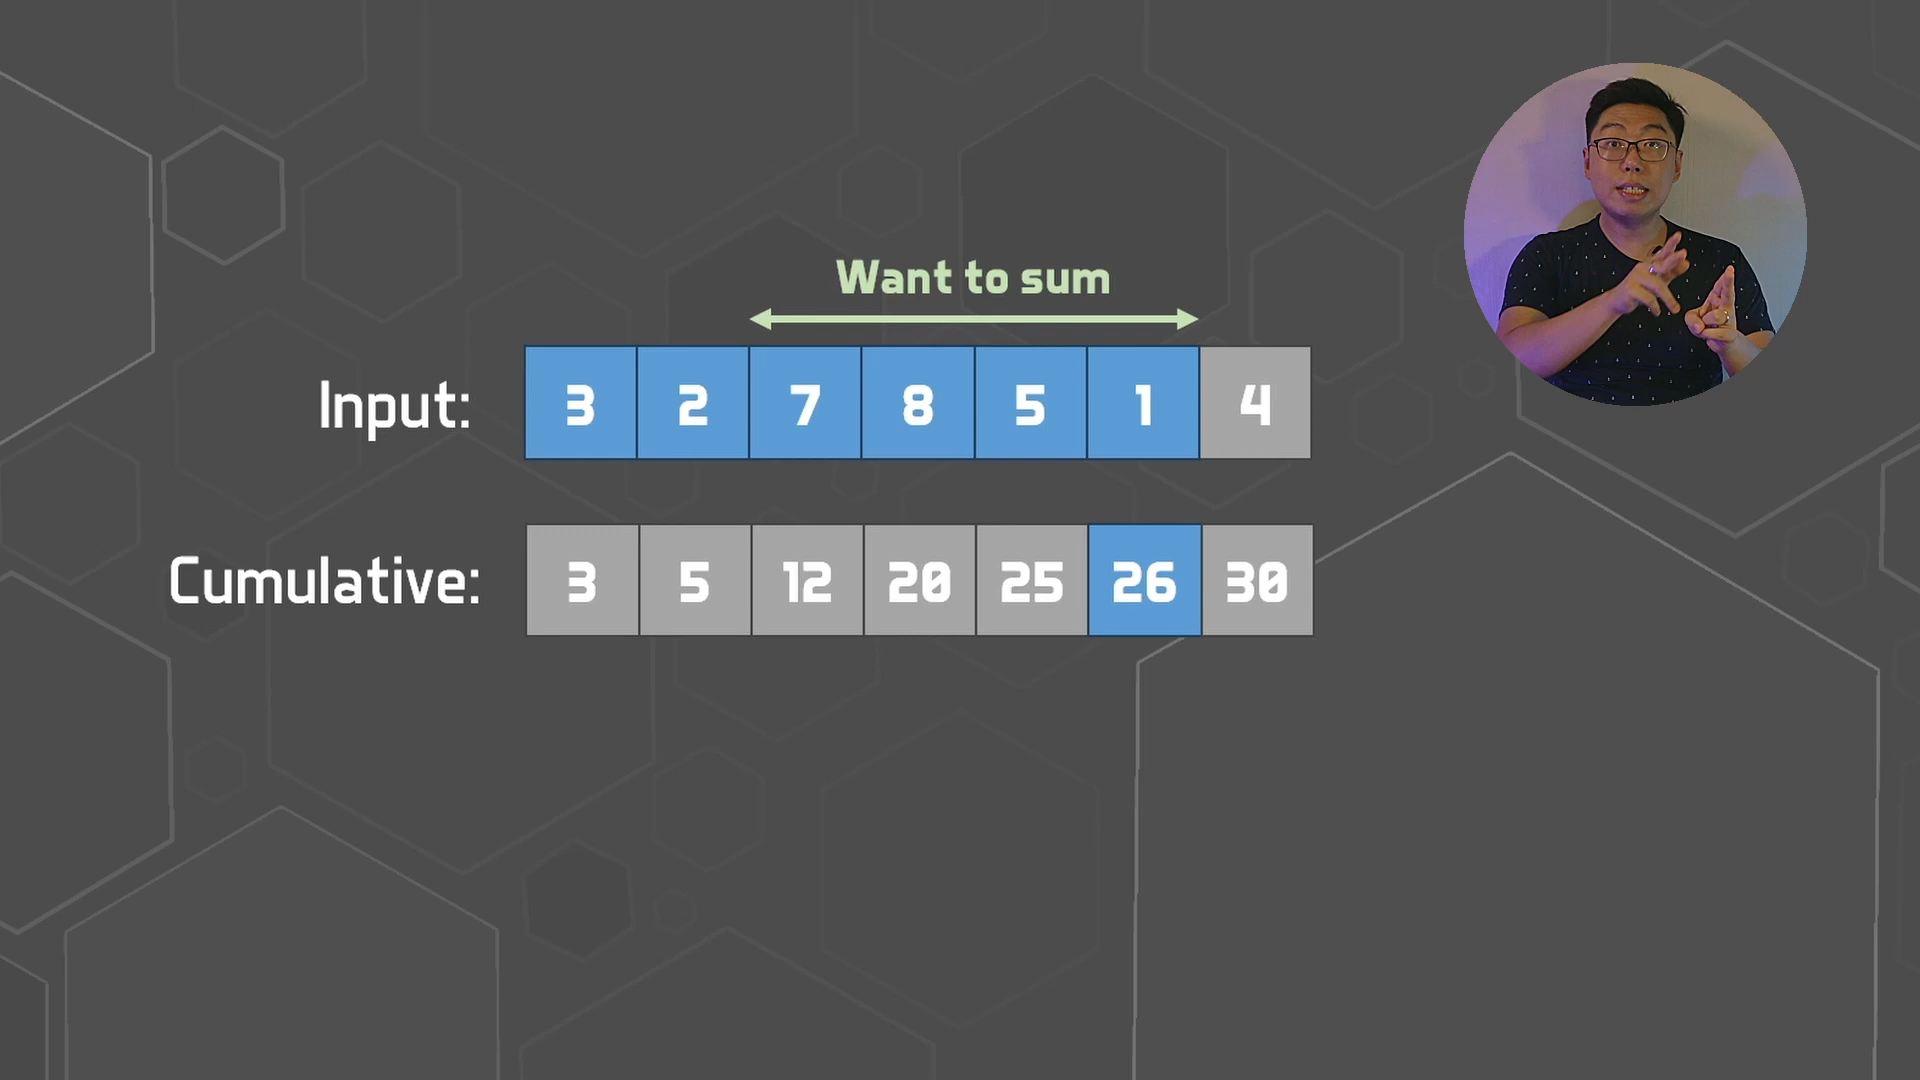 Want to sum
Input: 3 2 7 8 5 1 4
Cumulative: 3 5 12 20 25 26 30